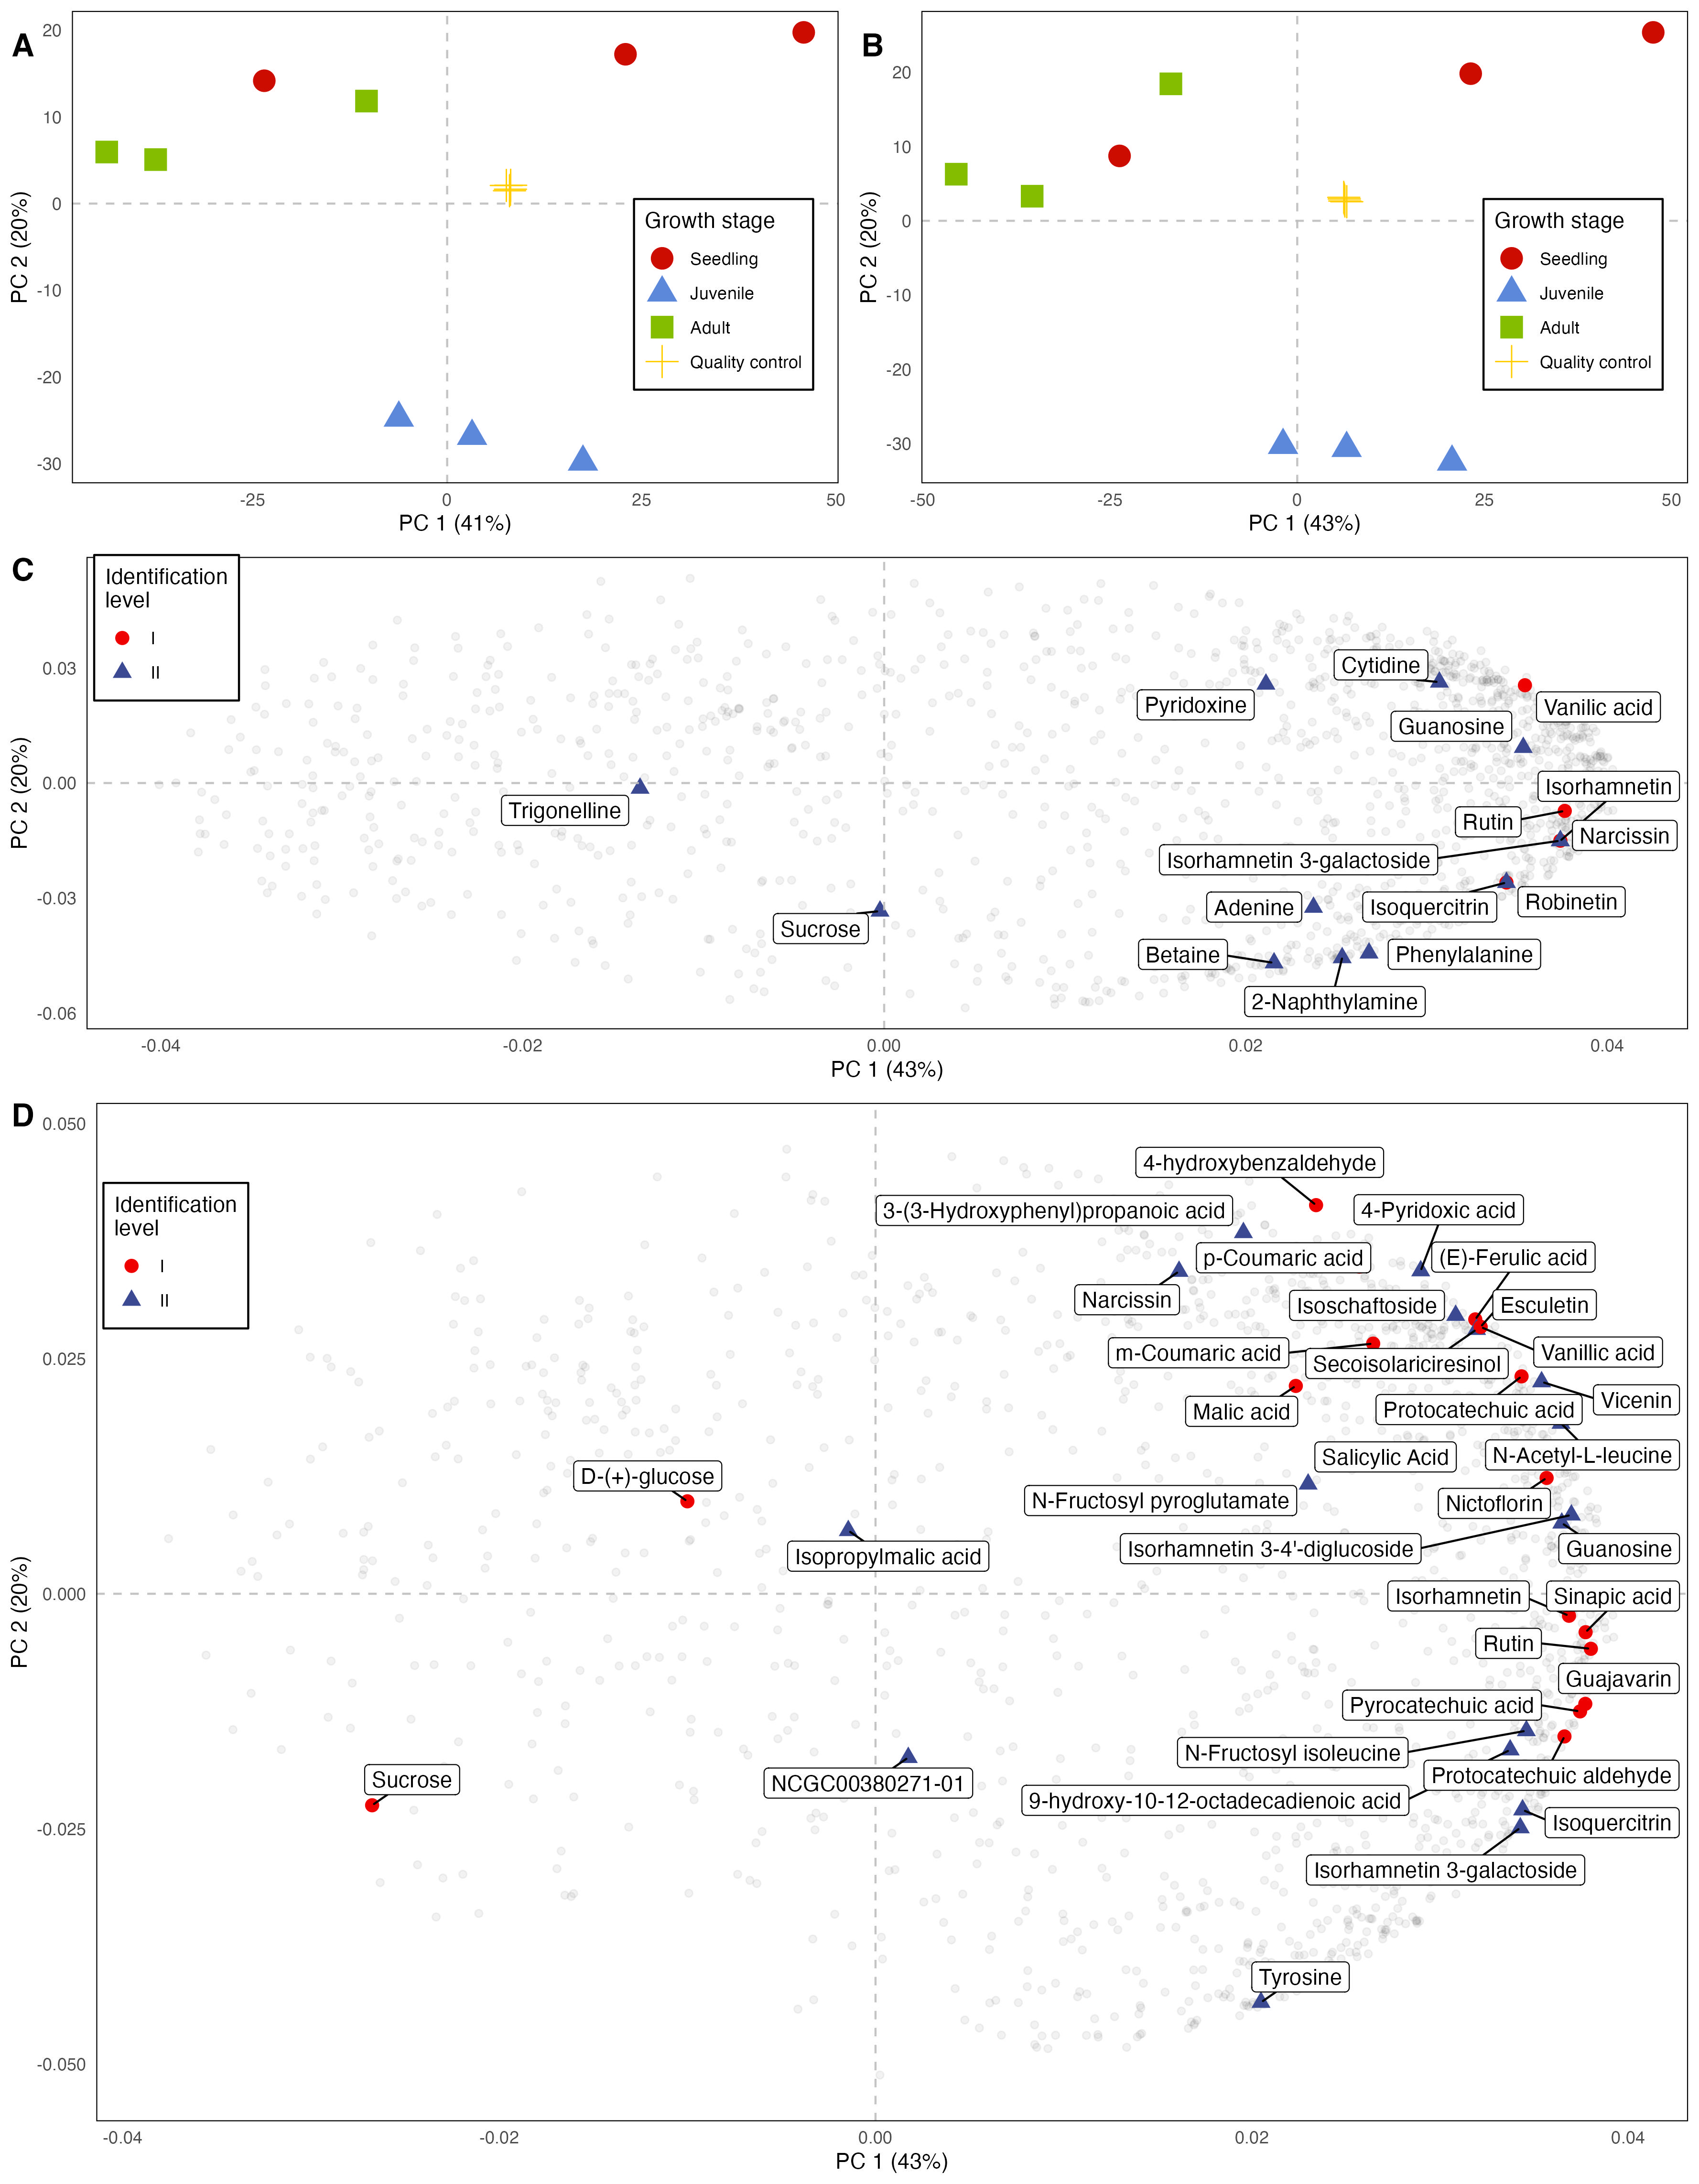 A
20
10
0
-10
-20
-30
PC 2 (20%)
Growth stage
Seedling
Juvenile
Adult
Quality control
-25
0
25
50
PC 1 (41%)
B
20
10
0
-10
-20
-30
PC 2 (20%)
Growth stage
Seedling
Juvenile
Adult
Quality control
-50
-25
0
25
50
PC 1 (43%)
C
Identification
level
I
II
0.03
0.00
-0.03
-0.06
PC 2 (20%)
Cytidine
Pyridoxine
Vanilic acid
Guanosine
Isorhamnetin
Trigonelline
Rutin
Narcissin
Isorhamnetin 3-galactoside
Robinetin
Adenine
Isoquercitrin
Sucrose
Betaine
Phenylalanine
2-Naphthylamine
-0.04
-0.02
0.00
0.02
0.04
PC 1 (43%)
D
Identification
level
I
II
0.050
0.025
0.000
-0.025
-0.050
PC 2 (20%)
4-hydroxybenzaldehyde
3-(3-Hydroxyphenyl)propanoic acid
4-Pyridoxic acid
p-Coumaric acid
(E)-Ferulic acid
Narcissin
Isoschaftoside
Esculetin
m-Coumaric acid
Secoisolariciresinol
Vanillic acid
Malic acid
Protocatechuic acid
Vicenin
Salicylic Acid
N-Acetyl-L-leucine
D-(+)-glucose
N-Fructosyl pyroglutamate
Nictoflorin
Isopropylmalic acid
Isorhamnetin 3-4'-diglucoside
Guanosine
Isorhamnetin
Sinapic acid
Rutin
Guajavarin
Pyrocatechuic acid
N-Fructosyl isoleucine
Protocatechuic aldehyde
Sucrose
NCGC00380271-01
9-hydroxy-10-12-octadecadienoic acid
Isoquercitrin
Isorhamnetin 3-galactoside
Tyrosine
-0.04
-0.02
0.00
0.02
0.04
PC 1 (43%)